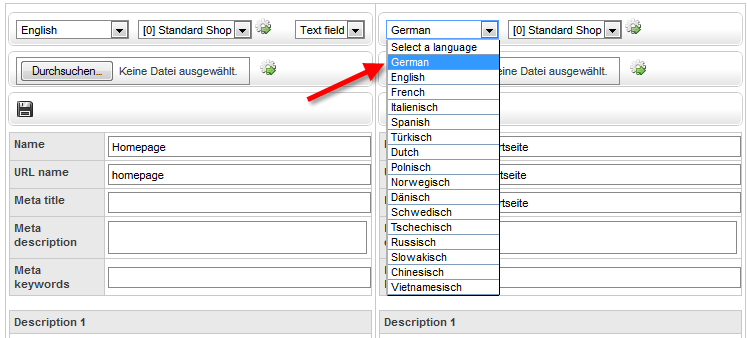 English [0] Standard Shop Text field German [0] Standard Shop
Select a language
German
English
French
Italienisch
Spanish
Türkisch
Dutch
Polnisch
Norwegisch
Dänisch
Schwedisch
Tschechisch
Russisch
Slowakisch
Chinesisch
Vietnamesisch
Durchsuchen... Keine Datei ausgewählt. eine Datei ausgewählt.
Name Homepage rtseite
URL name homepage rtseite
Meta title rtseite
Meta
description
Meta
keywords
Description 1 Description 1